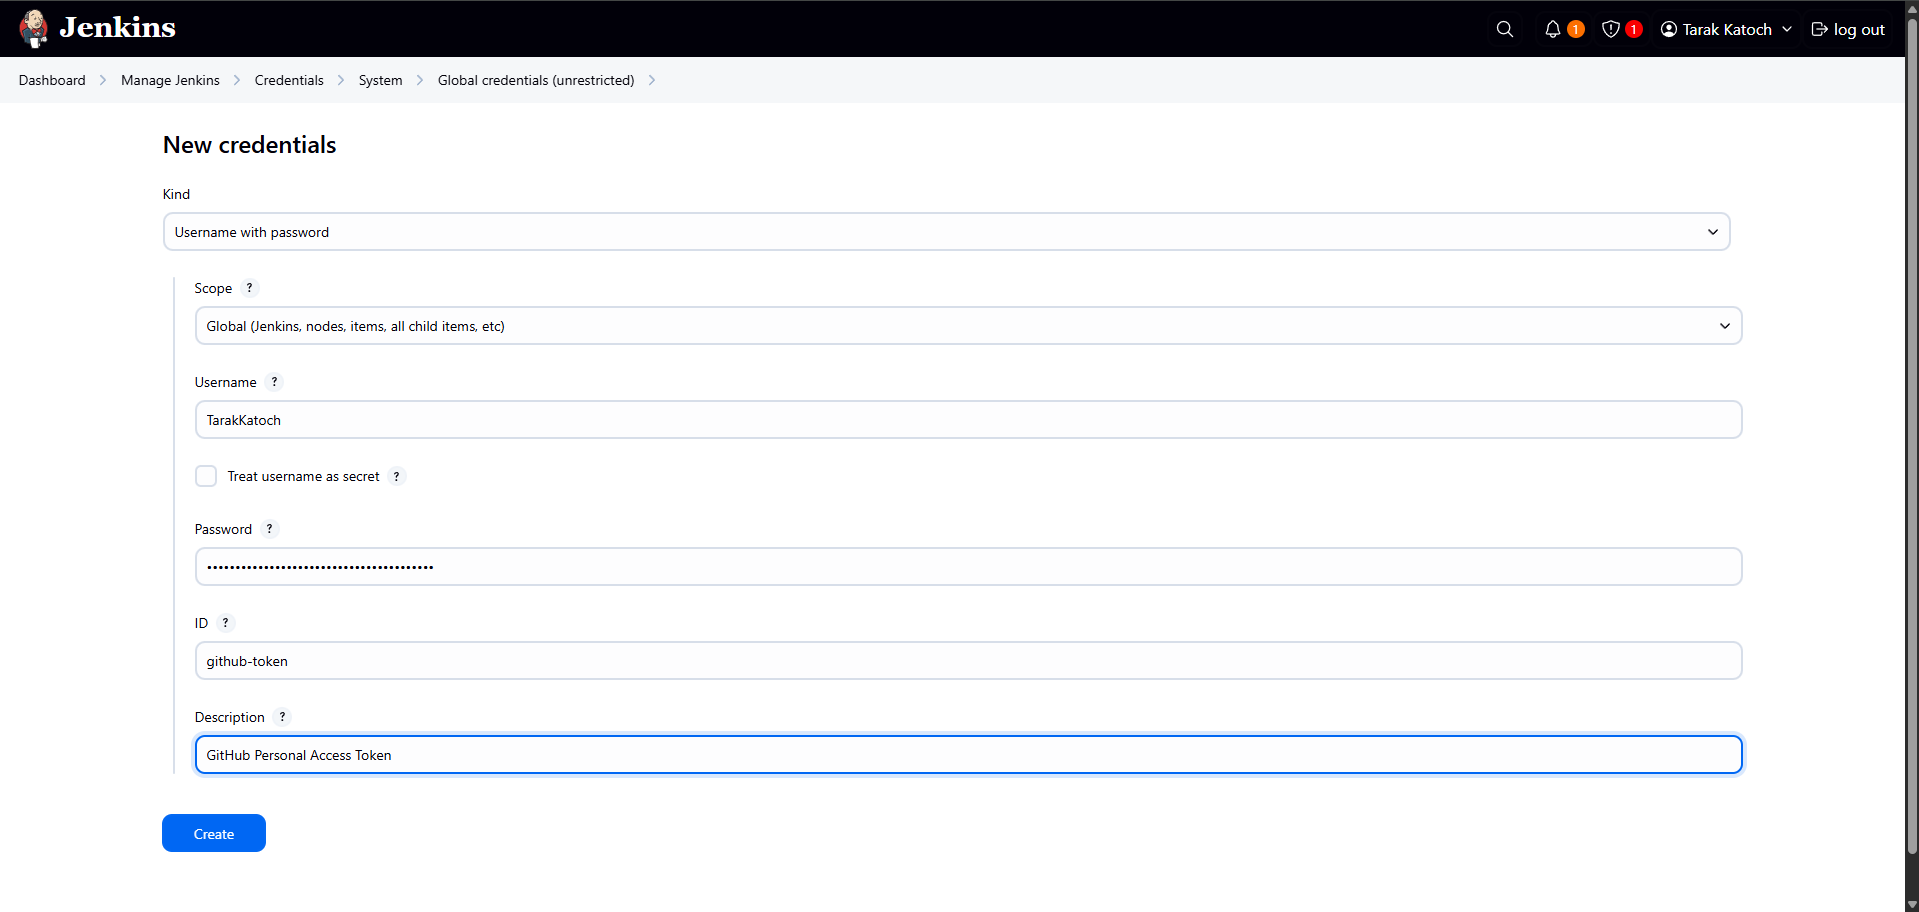 Jenkins
1
1
Tarak Katoch
log out
Dashboard > Manage Jenkins > Credentials > System > Global credentials (unrestricted) >
New credentials
Kind
Username with password
Scope ?
Global (Jenkins, nodes, items, all child items, etc)
Username ?
TarakKatoch
Treat username as secret ?
Password ?
••••••••••••••••••••••••••••••••••••••••
ID ?
github-token
Description ?
GitHub Personal Access Token
Create